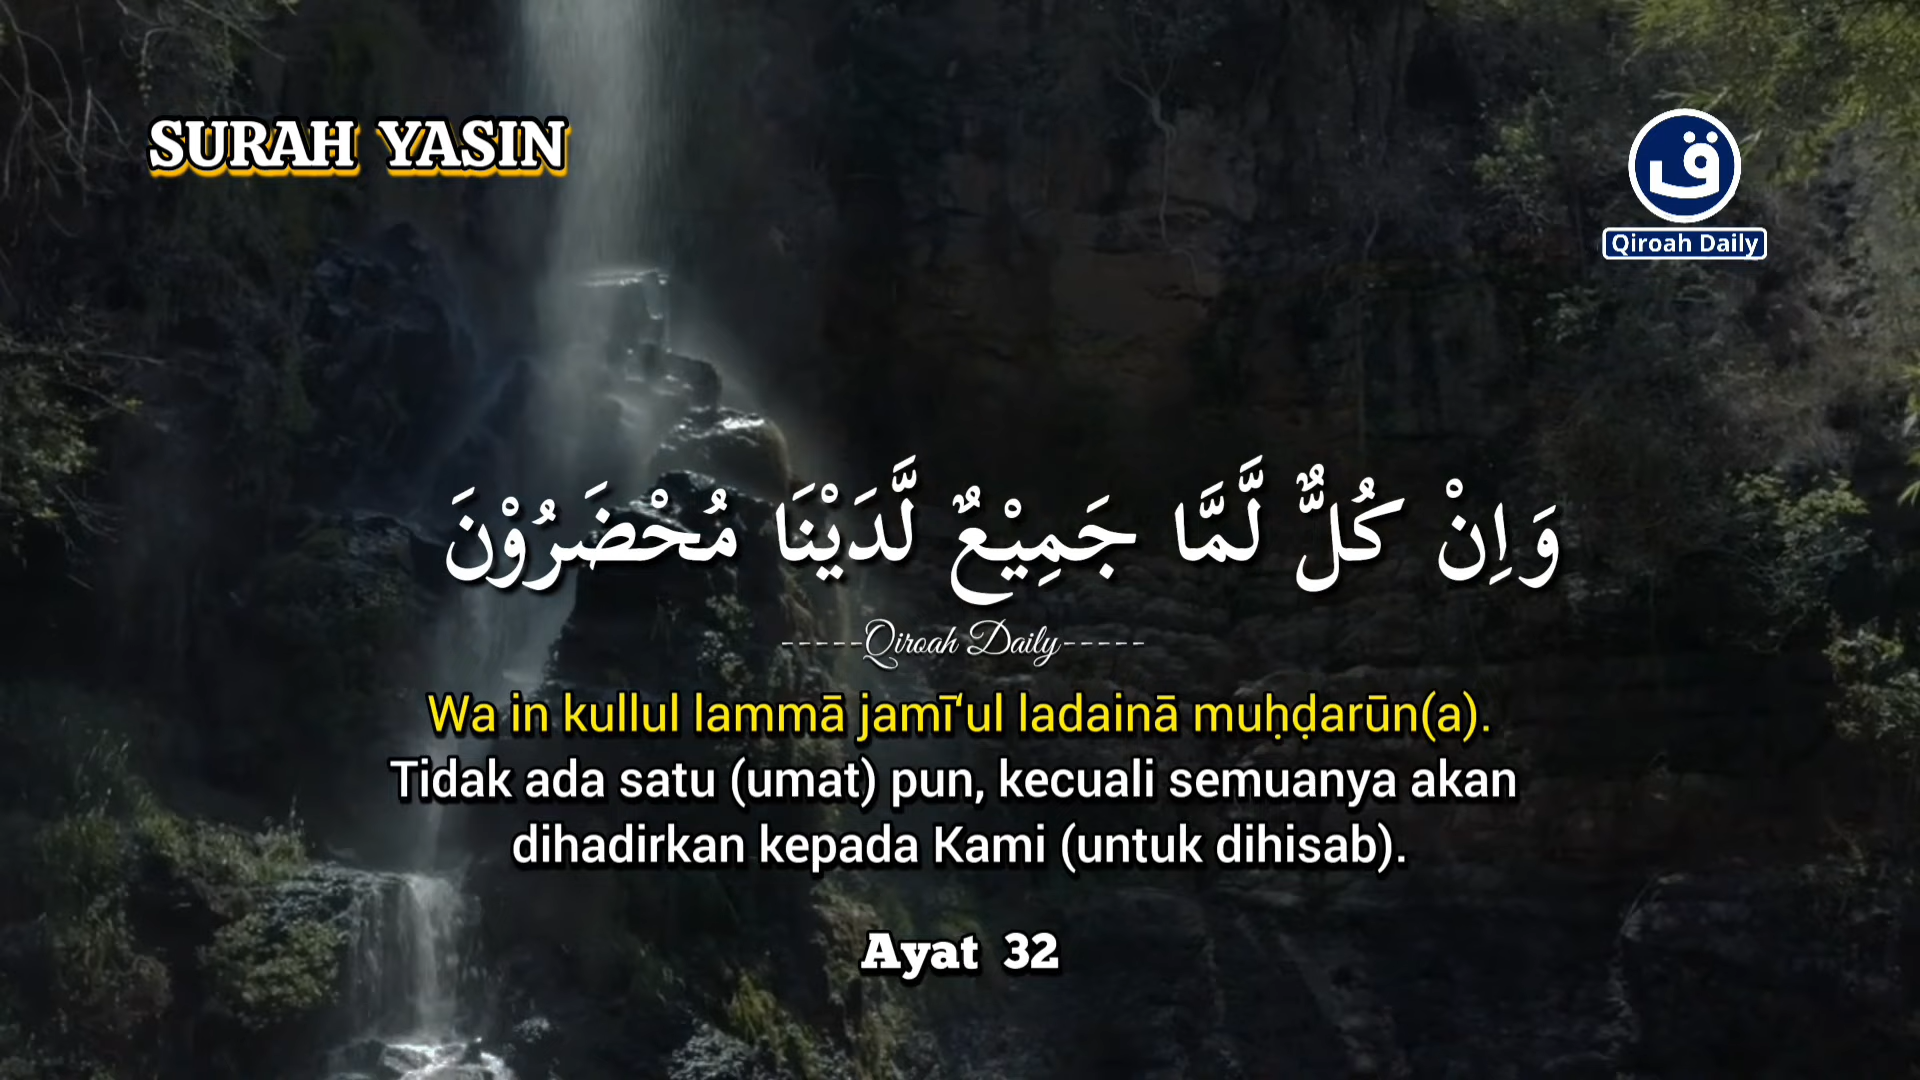 SURAH YASIN
ق
Qiroah Daily
وَاِنْ كُلٌّ لَّمَّا جَمِيْعٌ لَّدَيْنَا مُحْضَرُوْنَ
-----Qiroah Daily-----
Wa in kullul lammā jamī‘ul ladainā muḥḍarūn(a).
Tidak ada satu (umat) pun, kecuali semuanya akan
dihadirkan kepada Kami (untuk dihisab).
Ayat 32